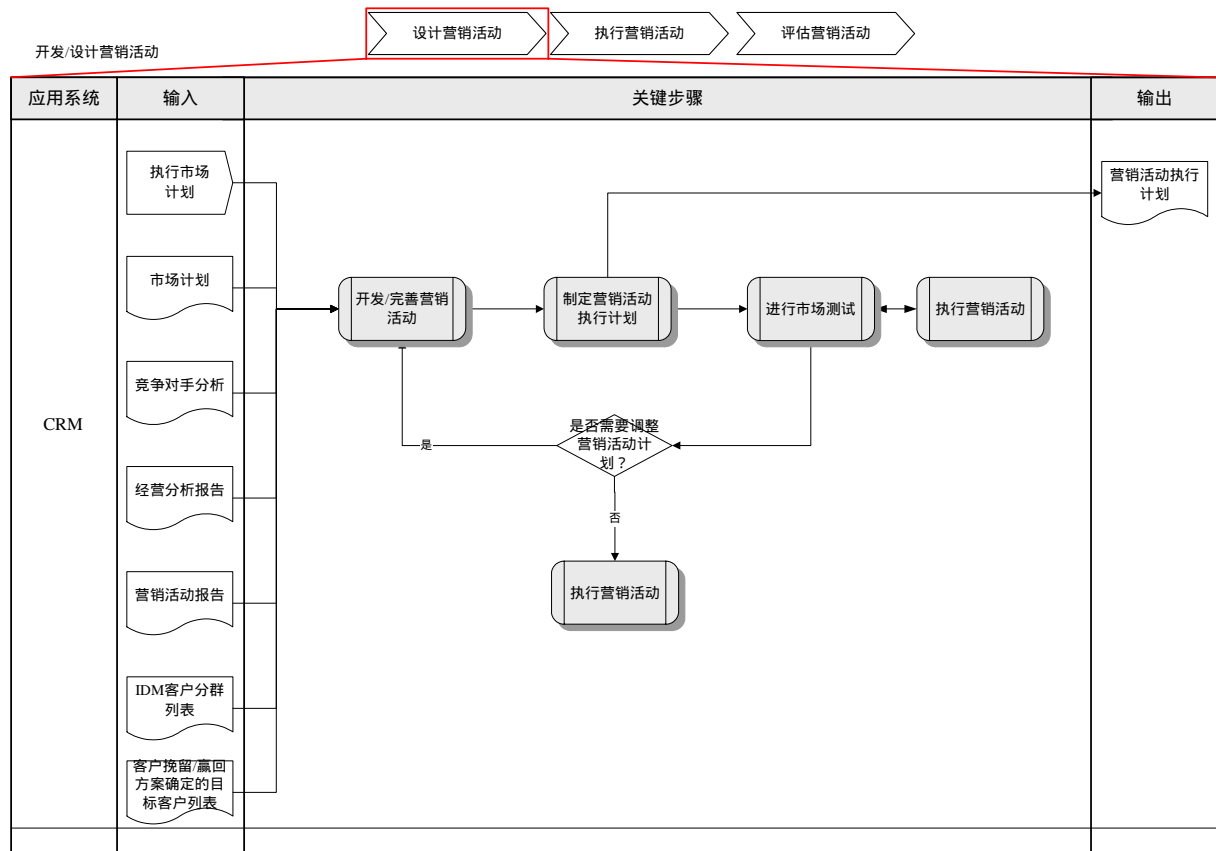 设计营销活动
执行营销活动
评估营销活动
开发/设计营销活动
应用系统
输入
关键步骤
输出
CRM
执行市场
计划
市场计划
竞争对手分析
经营分析报告
营销活动报告
IDM客户分群
列表
客户挽留/赢回
方案确定的目
标客户列表
开发/完善营销
活动
制定营销活动
执行计划
进行市场测试
执行营销活动
是否需要调整
营销活动计
划？
是
否
执行营销活动
营销活动执行
计划